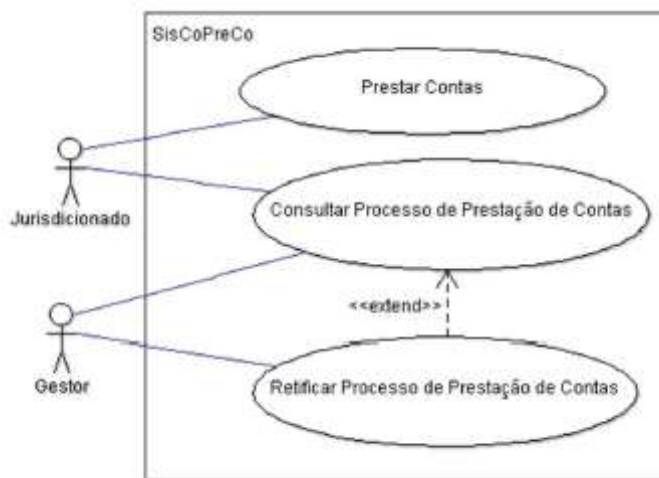 SisCoPreCo
Prestar Contas
Jurisdicionado
Consultar Processo de Prestação de Contas
<<extend>>
Gestor
Retificar Processo de Prestação de Contas